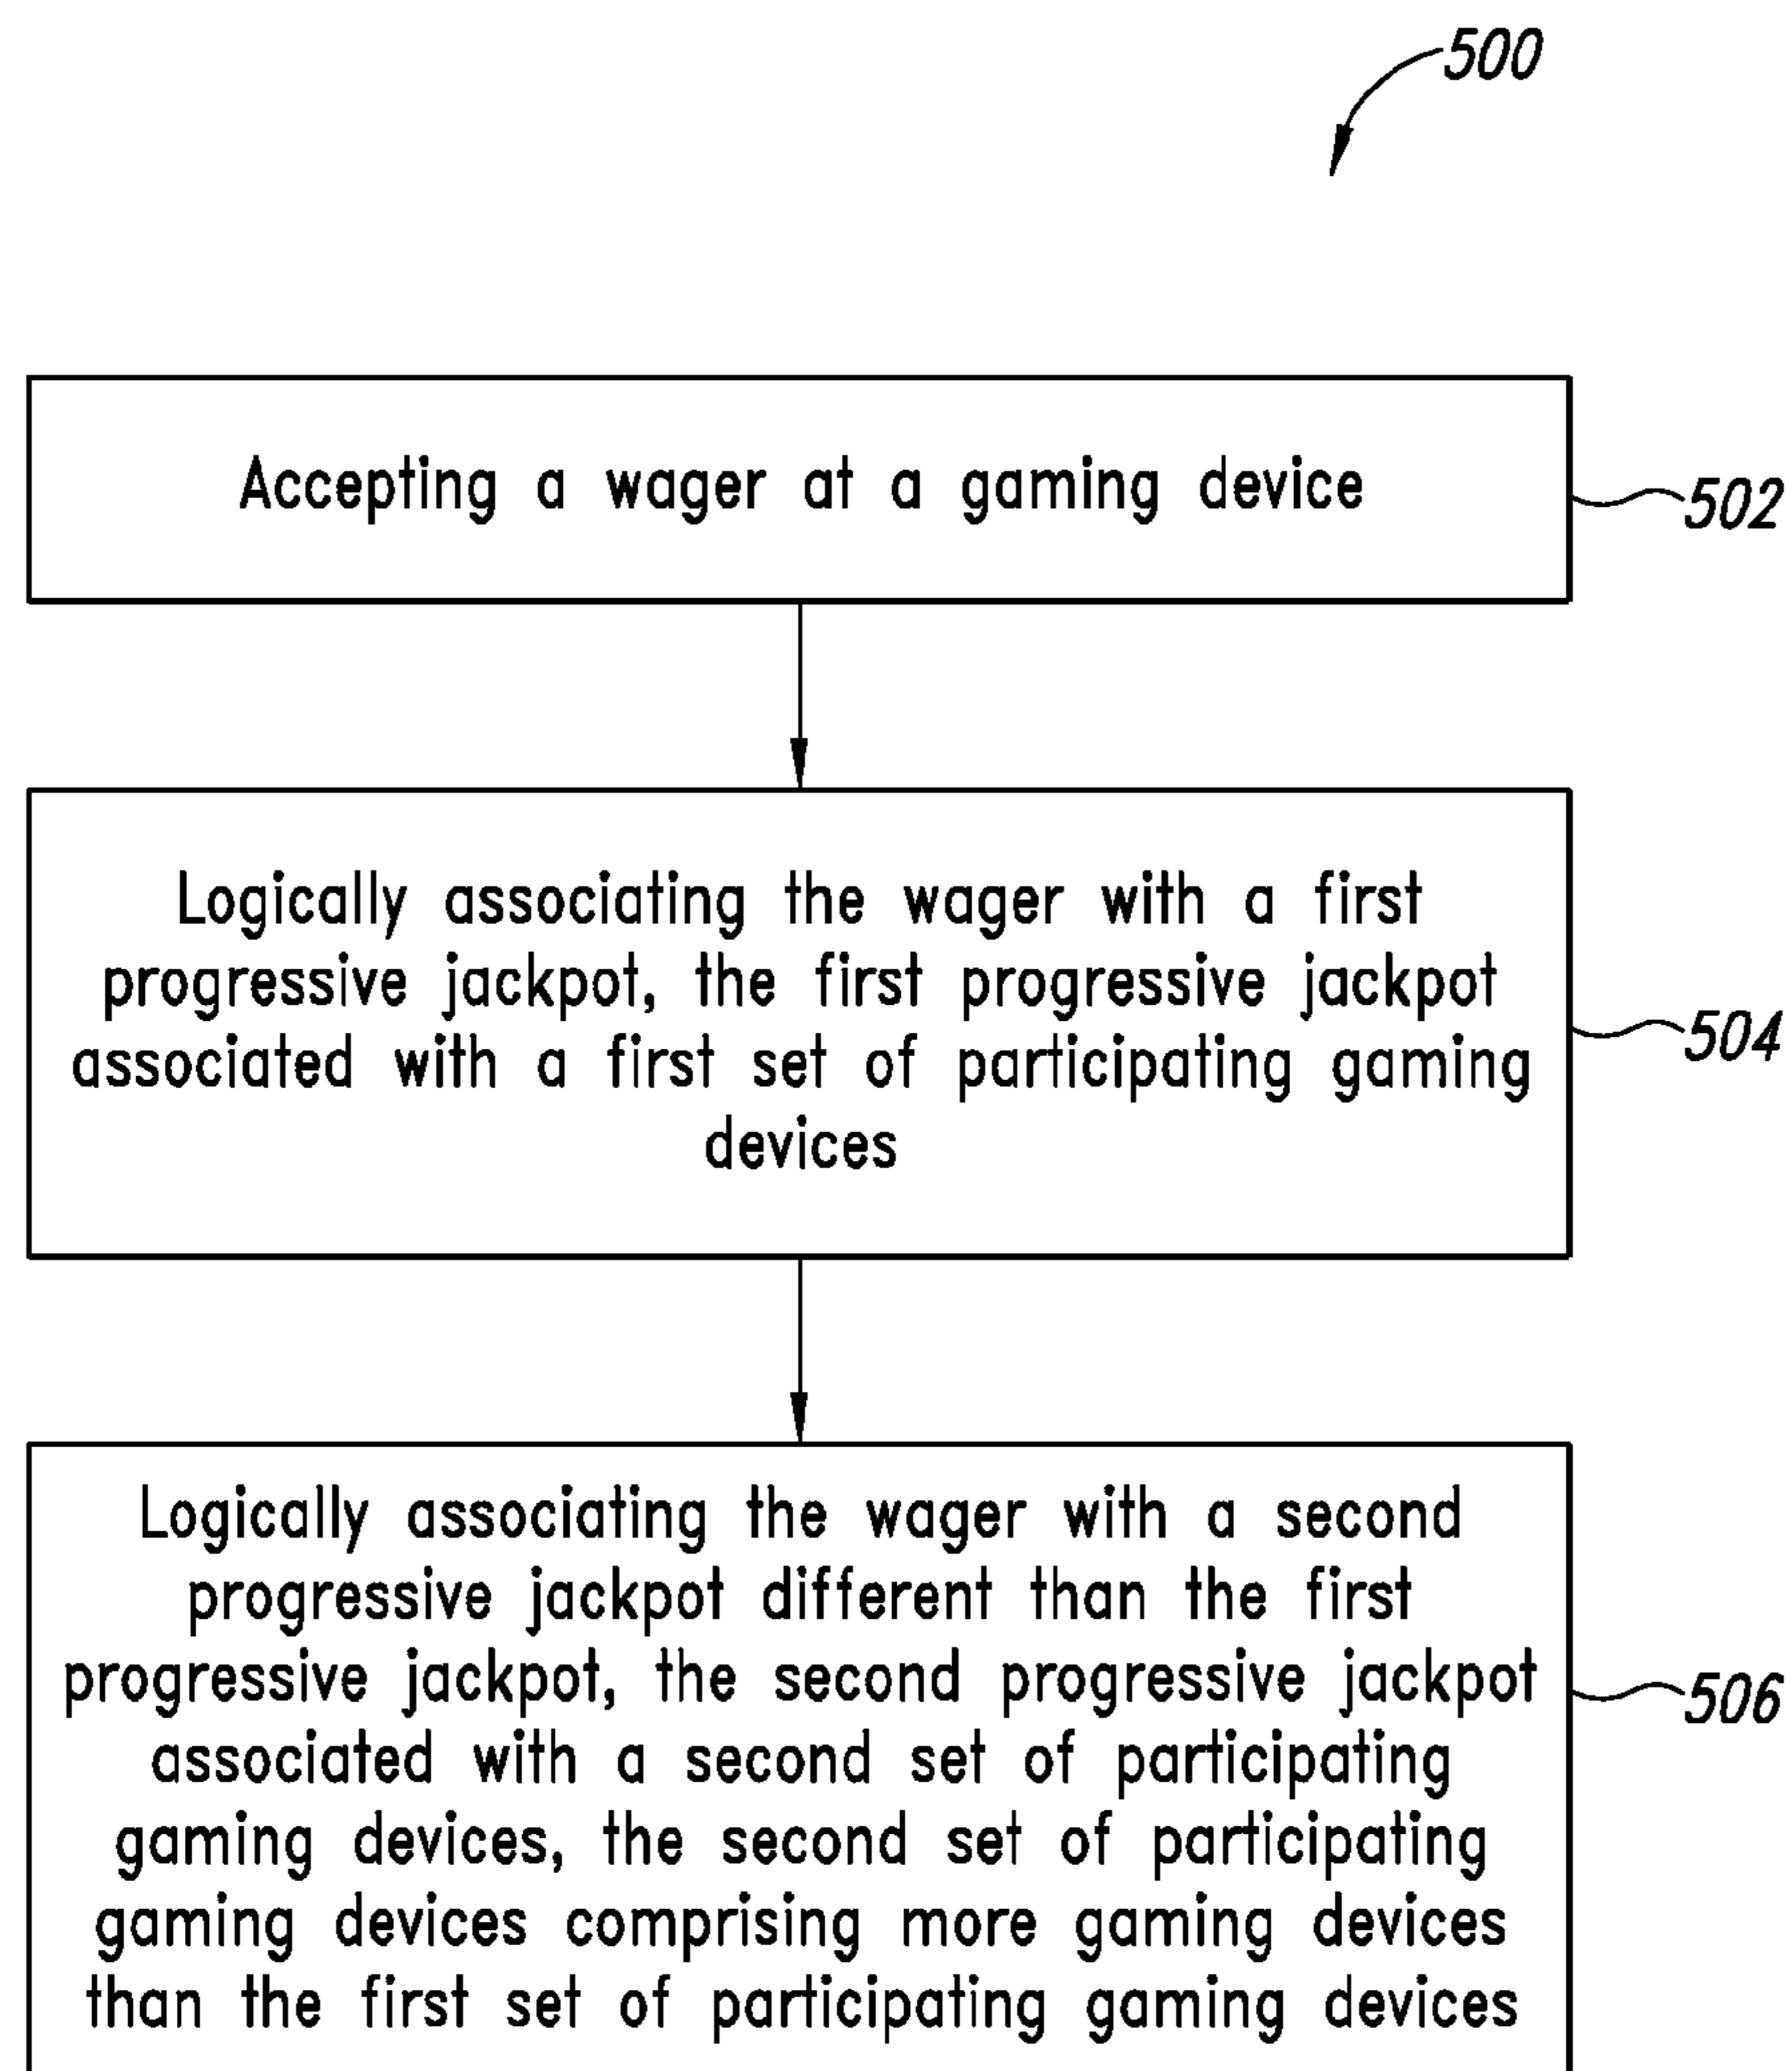 500
Accepting a wager at a gaming device
502
Logically associating the wager with a first
progressive jackpot, the first progressive jackpot
associated with a first set of participating gaming
devices
504
Logically associating the wager with a second
progressive jackpot different than the first
progressive jackpot, the second progressive jackpot
associated with a second set of participating
gaming devices, the second set of participating
gaming devices comprising more gaming devices
than the first set of participating gaming devices
506